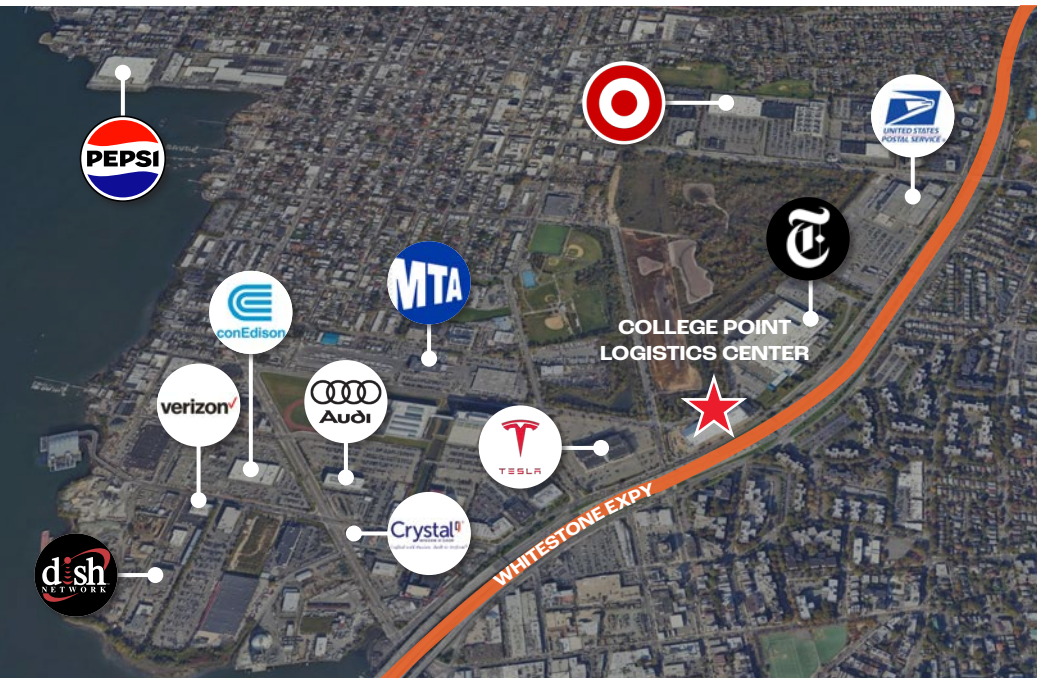 PEPSI
UNITED STATES
POSTAL SERVICE
T
MTA
conEdison
COLLEGE POINT
LOGISTICS CENTER
verizon
Audi
TESLA
Crystal
WHITESTONE EXPY
dish
NETWORK